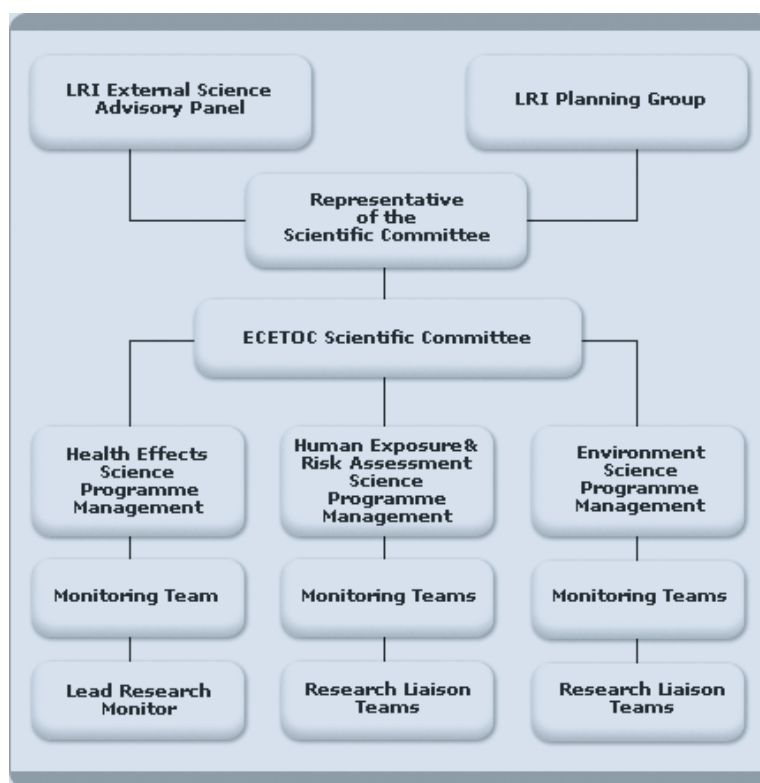 LRI External Science
Advisory Panel
LRI Planning Group
Representative
of the
Scientific Committee
ECETOC Scientific Committee
Health Effects
Science
Programme
Management
Human Exposure&
Risk Assessment
Science
Programme
Management
Environment
Science
Programme
Management
Monitoring Team
Monitoring Teams
Monitoring Teams
Lead Research
Monitor
Research Liaison
Teams
Research Liaison
Teams